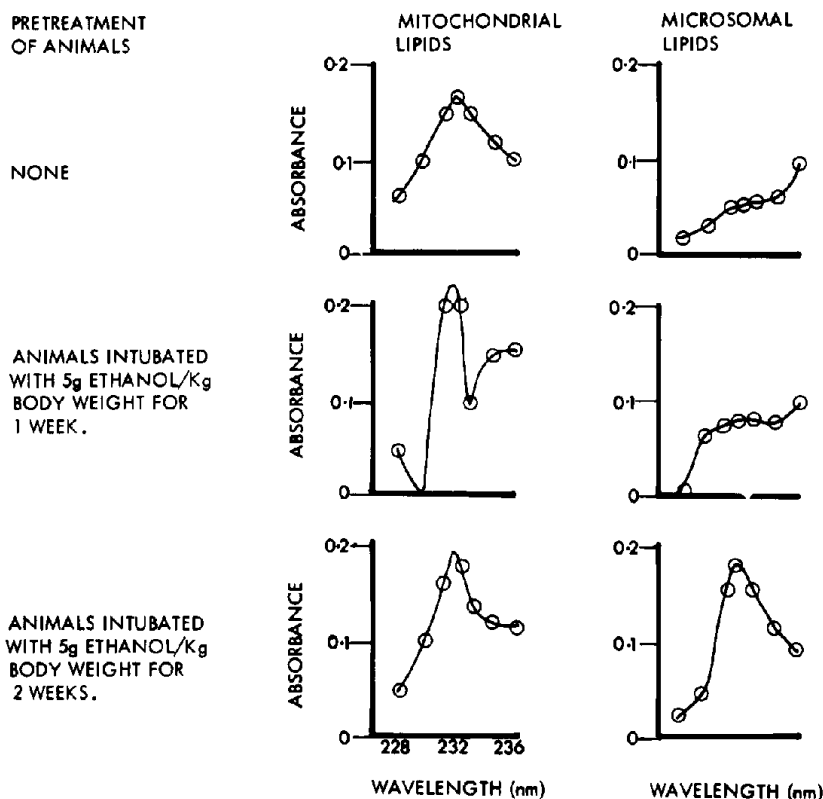 PRETREATMENT
OF ANIMALS
MITOCHONDRIAL
LIPIDS
MICROSOMAL
LIPIDS
NONE
ABSORBANCE
0·2
0·1
0
0·2
0·1
0
ANIMALS INTUBATED
WITH 5g ETHANOL/Kg
BODY WEIGHT FOR
1 WEEK.
ABSORBANCE
0·2
0·1
0
0·2
0·1
0
ANIMALS INTUBATED
WITH 5g ETHANOL/Kg
BODY WEIGHT FOR
2 WEEKS.
ABSORBANCE
0·2
0·1
0
228 232 236
0·2
0·1
0
WAVELENGTH (nm)
WAVELENGTH (nm)